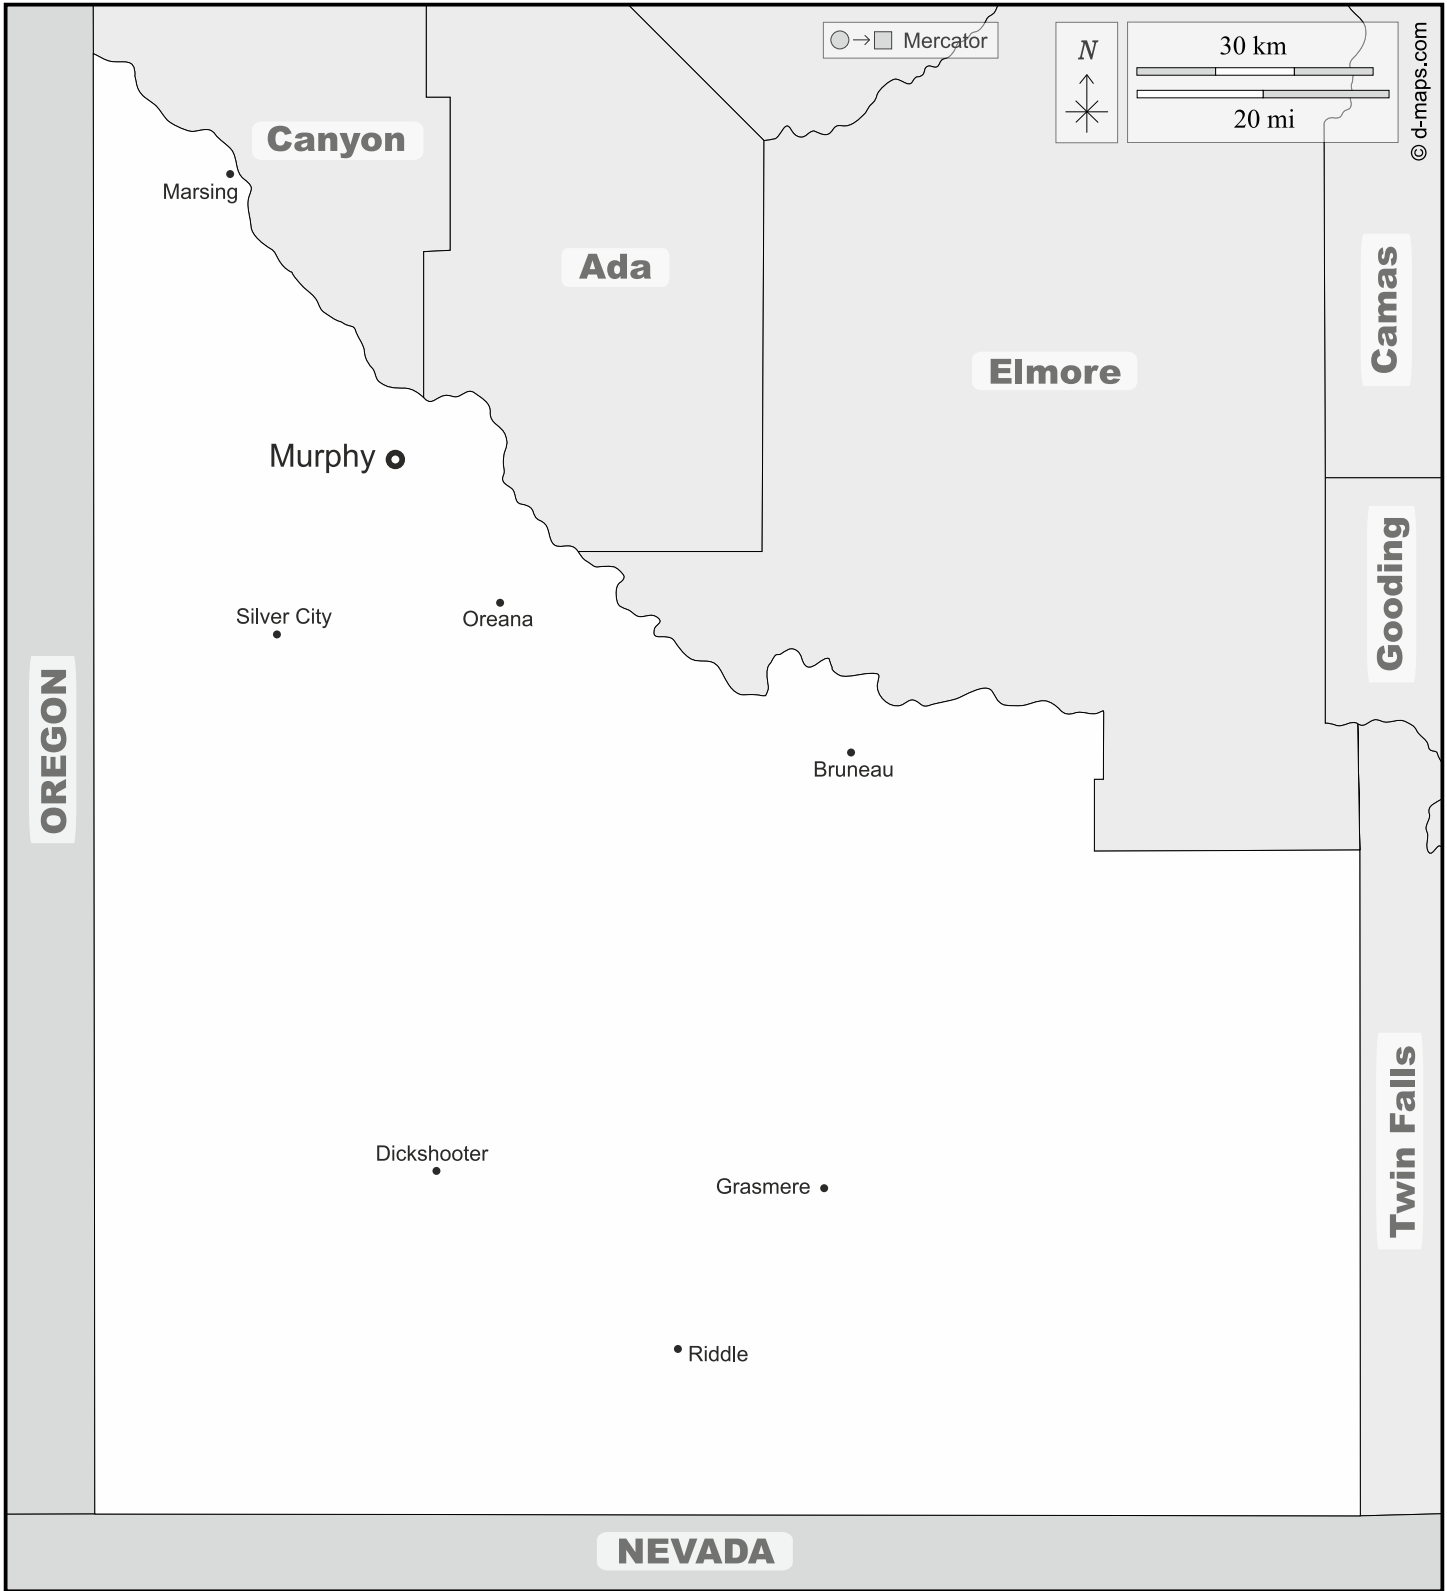 Mercator
N
30 km
20 mi
© d-maps.com
Canyon
Marsing
Ada
Camas
Elmore
Murphy
Gooding
Silver City
Oreana
OREGON
Bruneau
Twin Falls
Dickshooter
Grasmere
Riddle
NEVADA